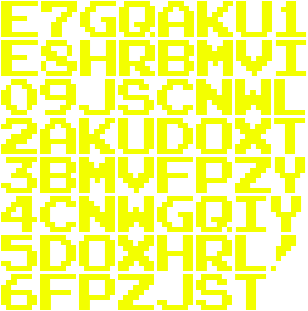 E7GQAKU1
E&HRBMVI
09JSCNWL
2AKUDOXT
3BMVFPZY
4CNWGQIY
5DOXHRL!
6FPZJST